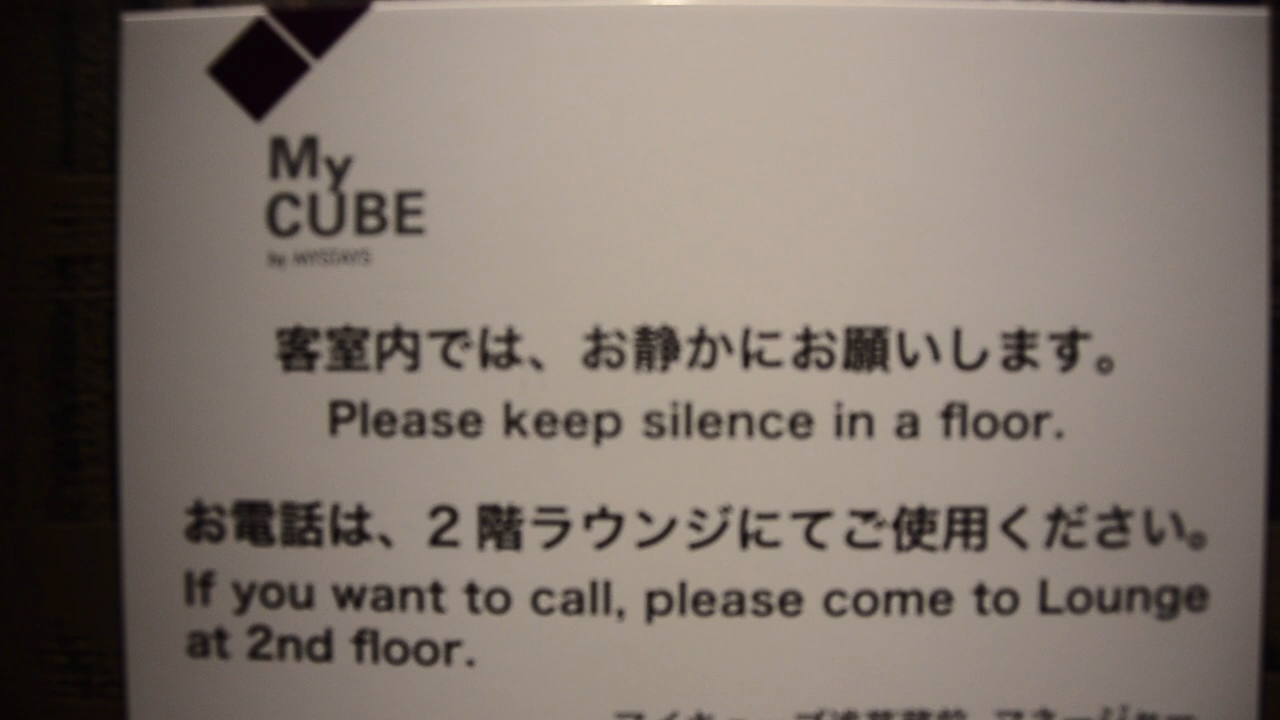 My
CUBE
by MYSTAYS
客室内では、お静かにお願いします。
Please keep silence in a floor.
お電話は、2階ラウンジにてご使用ください。
If you want to call, please come to Lounge
at 2nd floor.